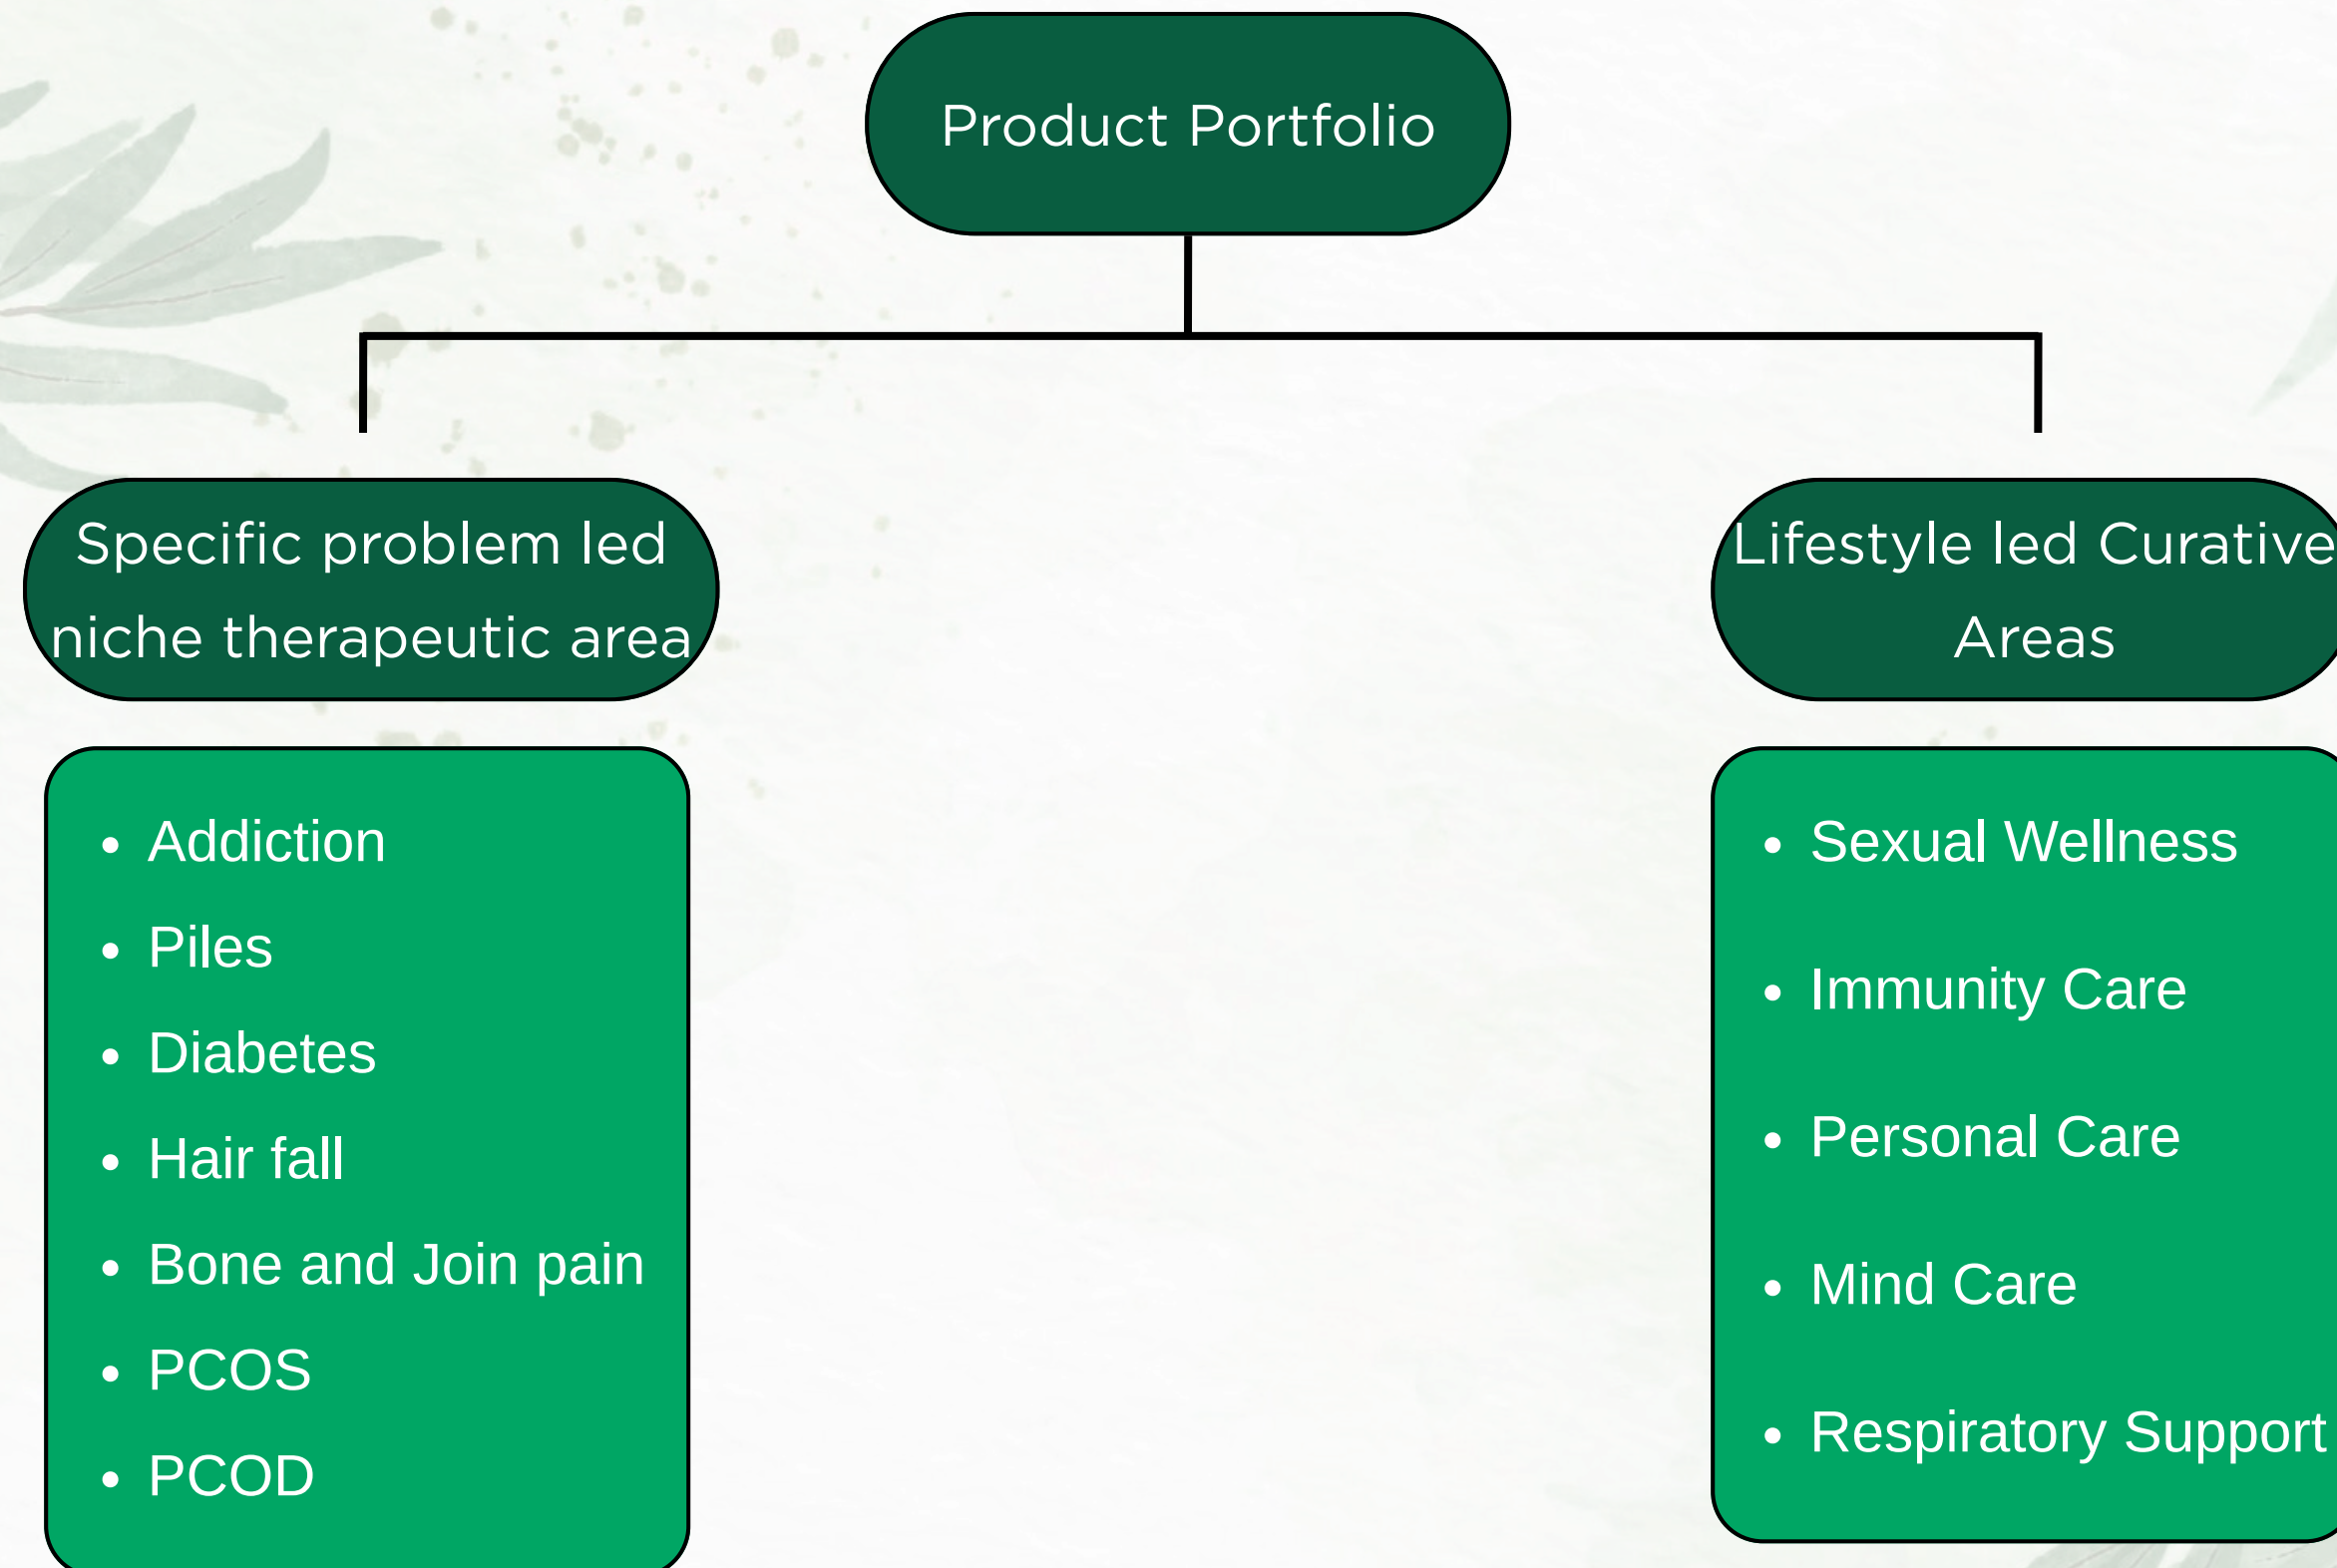 Product Portfolio
Specific problem led
niche therapeutic area
• Addiction
• Piles
• Diabetes
• Hair fall
• Bone and Join pain
• PCOS
• PCOD
Lifestyle led Curative
Areas
• Sexual Wellness
• Immunity Care
• Personal Care
• Mind Care
• Respiratory Support